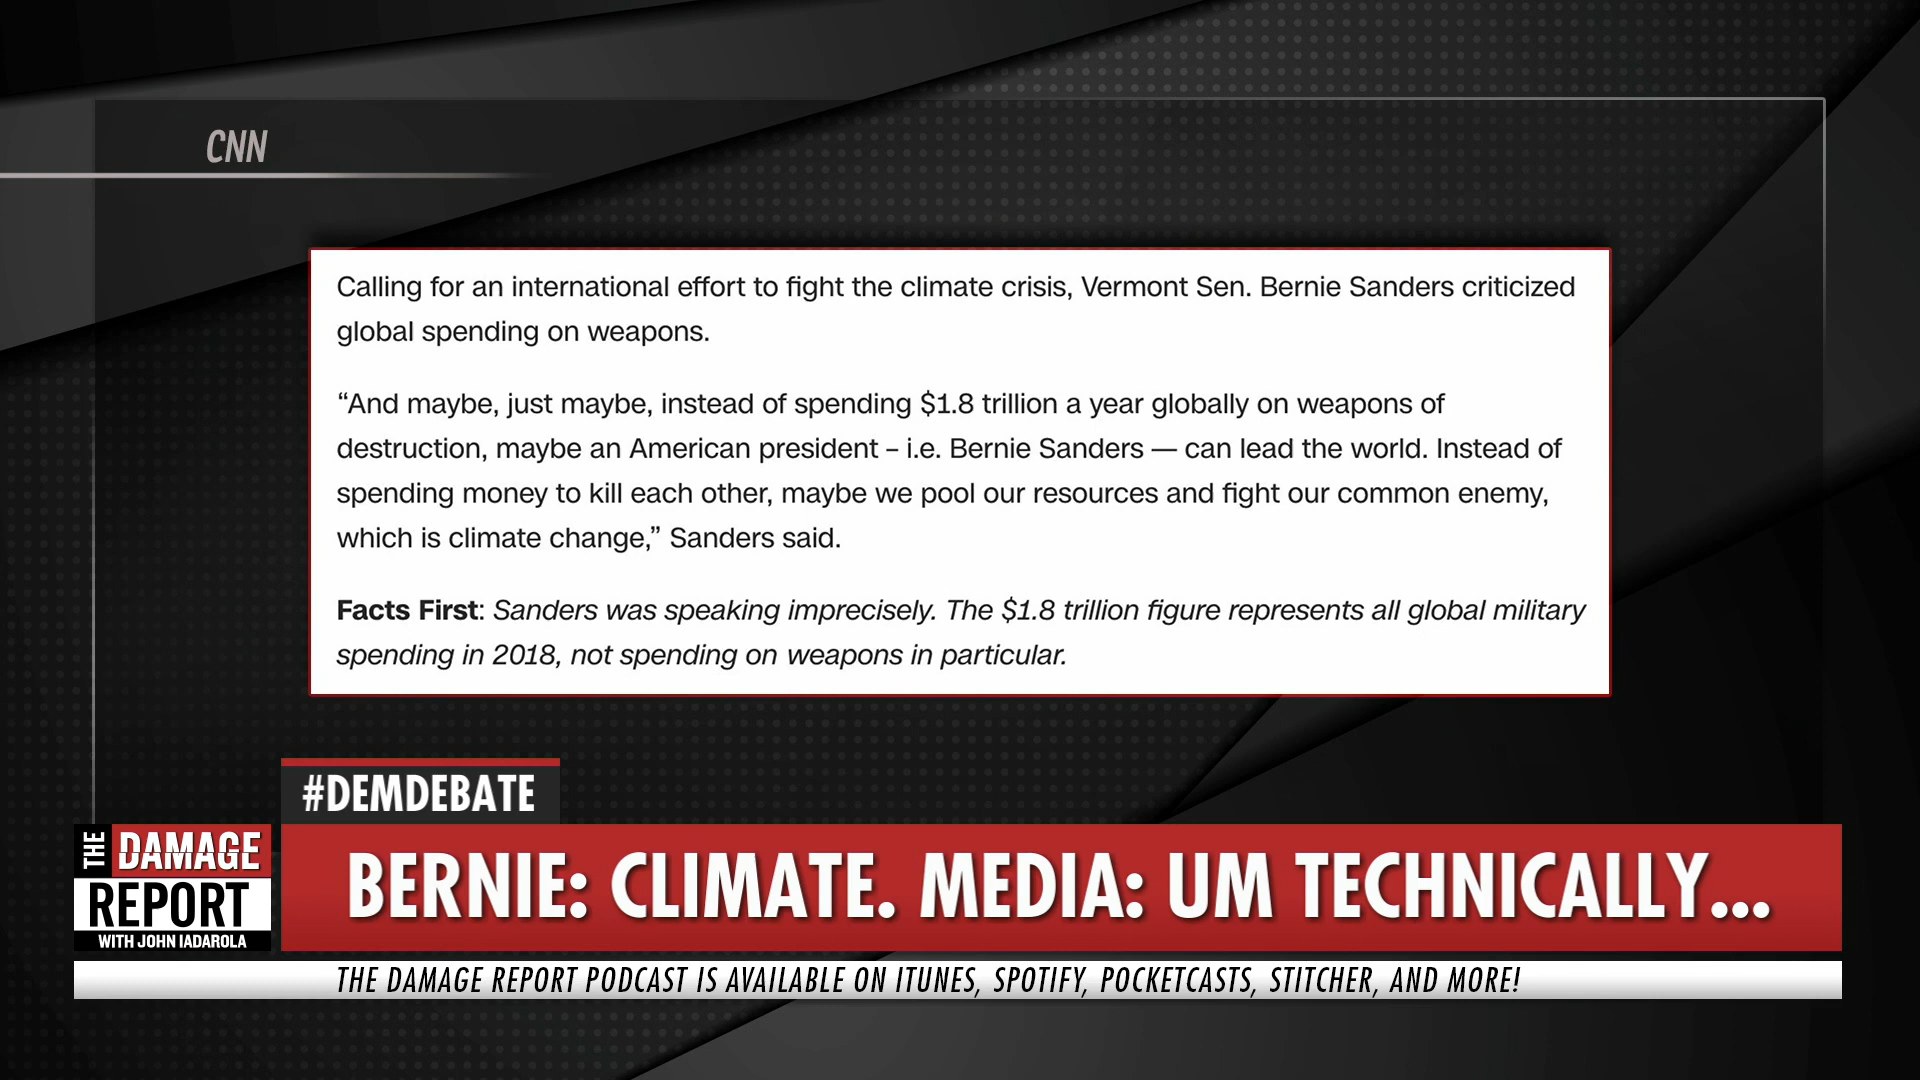 CNN
Calling for an international effort to fight the climate crisis, Vermont Sen. Bernie Sanders criticized
global spending on weapons.
“And maybe, just maybe, instead of spending $1.8 trillion a year globally on weapons of
destruction, maybe an American president – i.e. Bernie Sanders — can lead the world. Instead of
spending money to kill each other, maybe we pool our resources and fight our common enemy,
which is climate change,” Sanders said.
Facts First: Sanders was speaking imprecisely. The $1.8 trillion figure represents all global military
spending in 2018, not spending on weapons in particular.
#DEMDEBATE
THE DAMAGE
REPORT
WITH JOHN IADAROLA
BERNIE: CLIMATE. MEDIA: UM TECHNICALLY...
THE DAMAGE REPORT PODCAST IS AVAILABLE ON ITUNES, SPOTIFY, POCKETCASTS, STITCHER, AND MORE!